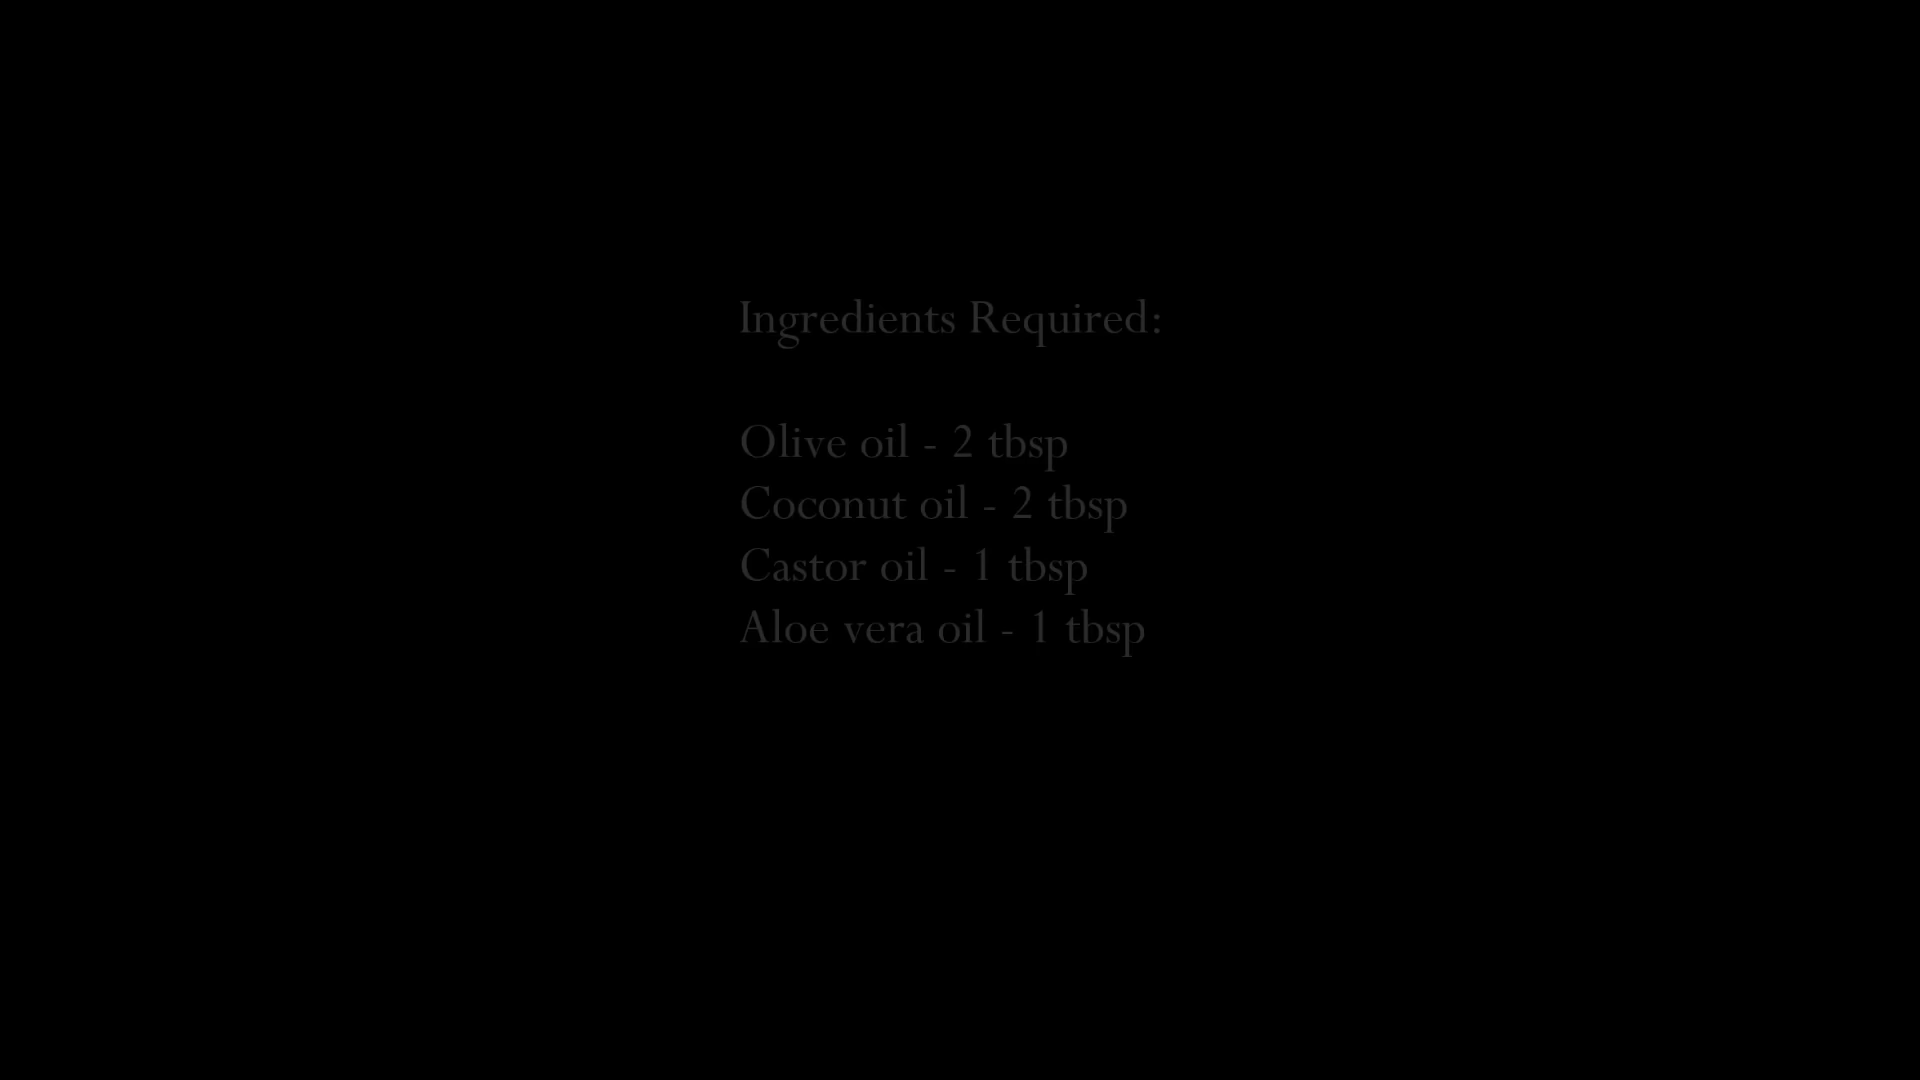 Ingredients Required:
Olive oil - 2 tbsp
Coconut oil - 2 tbsp
Castor oil - 1 tbsp
Aloe vera oil - 1 tbsp